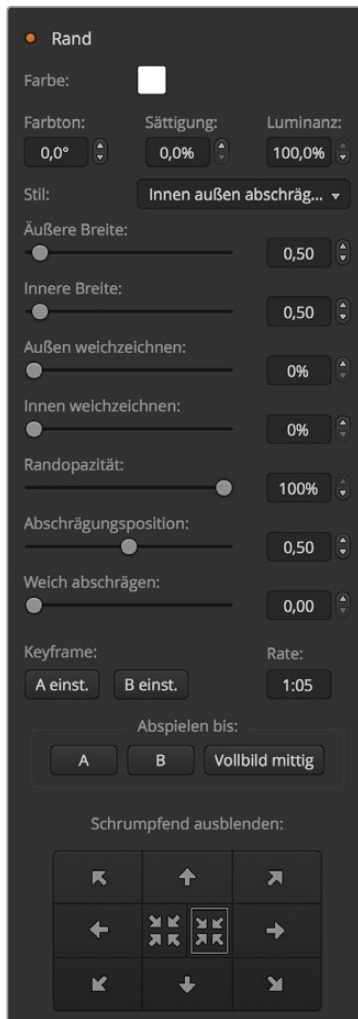 Rand
Farbe:
Farbton: Sättigung: Luminanz:
0,0° 0,0% 100,0%
Stil: Innen außen abschräg...
Äußere Breite:
0,50
Innere Breite:
0,50
Außen weichzeichnen:
0%
Innen weichzeichnen:
0%
Randopazität:
100%
Abschrägungsposition:
0,50
Weich abschrägen:
0,00
Keyframe: Rate:
A einst. B einst. 1:05
Abspielen bis:
A B Vollbild mittig
Schrumpfend ausblenden: